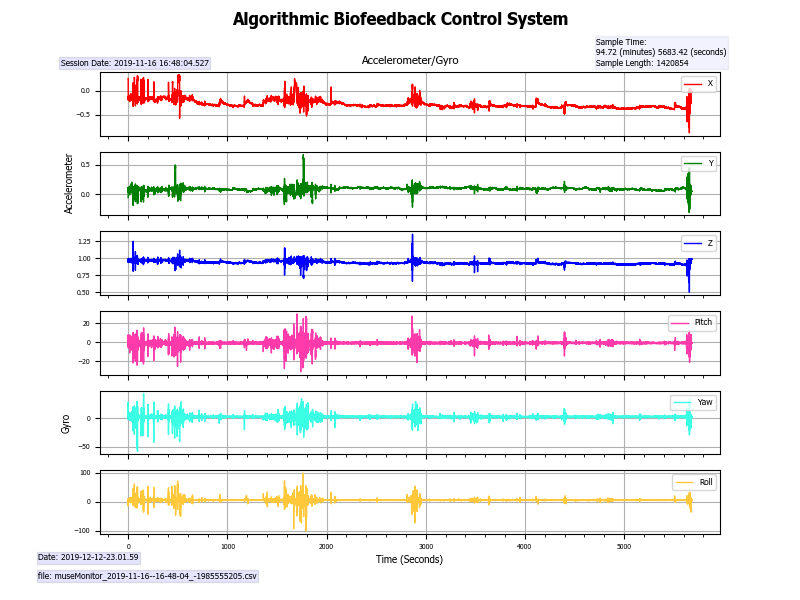 Algorithmic Biofeedback Control System
Sample Time:
94.72 (minutes) 5683.42 (seconds)
Sample Length: 1420854
Session Date: 2019-11-16 16:48:04.527
Accelerometer/Gyro
X
0.0
−0.5
Y
0.5
0.0
Accelerometer
Z
1.25
1.00
0.75
0.50
Pitch
20
0
−20
Yaw
0
−50
Gyro
Roll
100
0
−100
0 1000 2000 3000 4000 5000
Time (Seconds)
Date: 2019-12-12-23.01.59
file: museMonitor_2019-11-16--16-48-04_-1985555205.csv